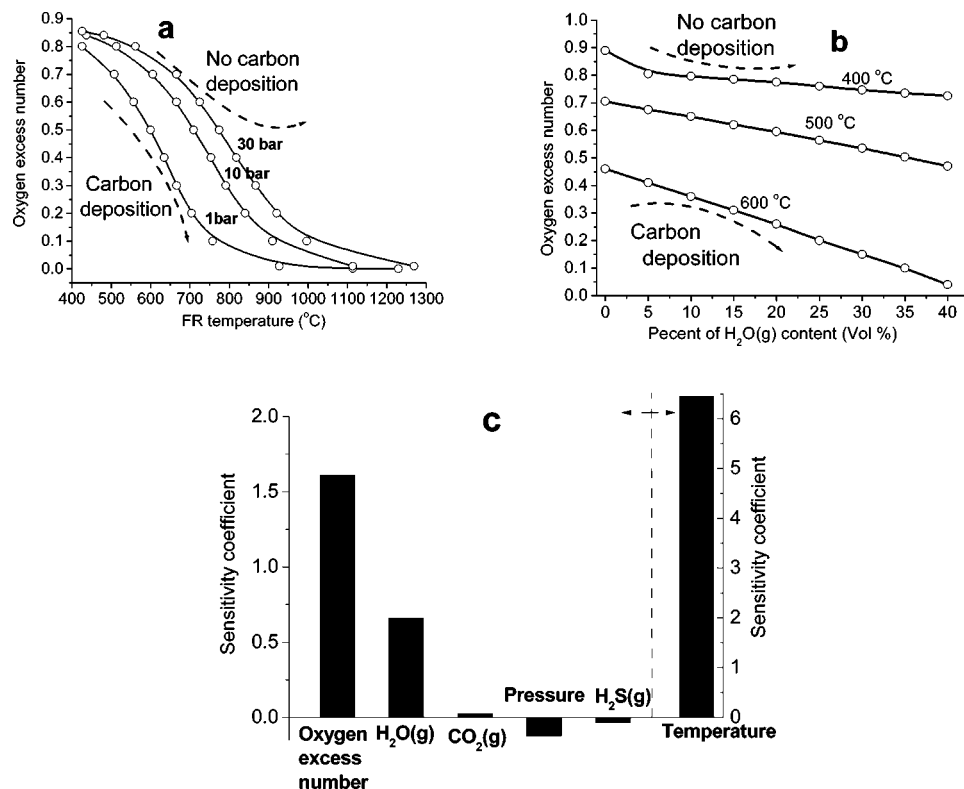 a
0.9
0.8
0.7
0.6
0.5
0.4
0.3
0.2
0.1
0.0
Oxygen excess number
No carbon
deposition
30 bar
10 bar
1bar
Carbon
deposition
400 500 600 700 800 900 1000 1100 1200 1300
FR temperature (°C)
b
1.0
0.9
0.8
0.7
0.6
0.5
0.4
0.3
0.2
0.1
0.0
Oxygen excess number
No carbon
deposition
400 °C
500 °C
600 °C
Carbon
deposition
0 5 10 15 20 25 30 35 40
Pecent of H₂O(g) content (Vol %)
c
2.0
1.5
1.0
0.5
0.0
Sensitivity coefficient
Oxygen
excess
number
H₂O(g)
CO₂(g)
Pressure
H₂S(g)
Temperature
6
5
4
3
2
1
0
Sensitivity coefficient